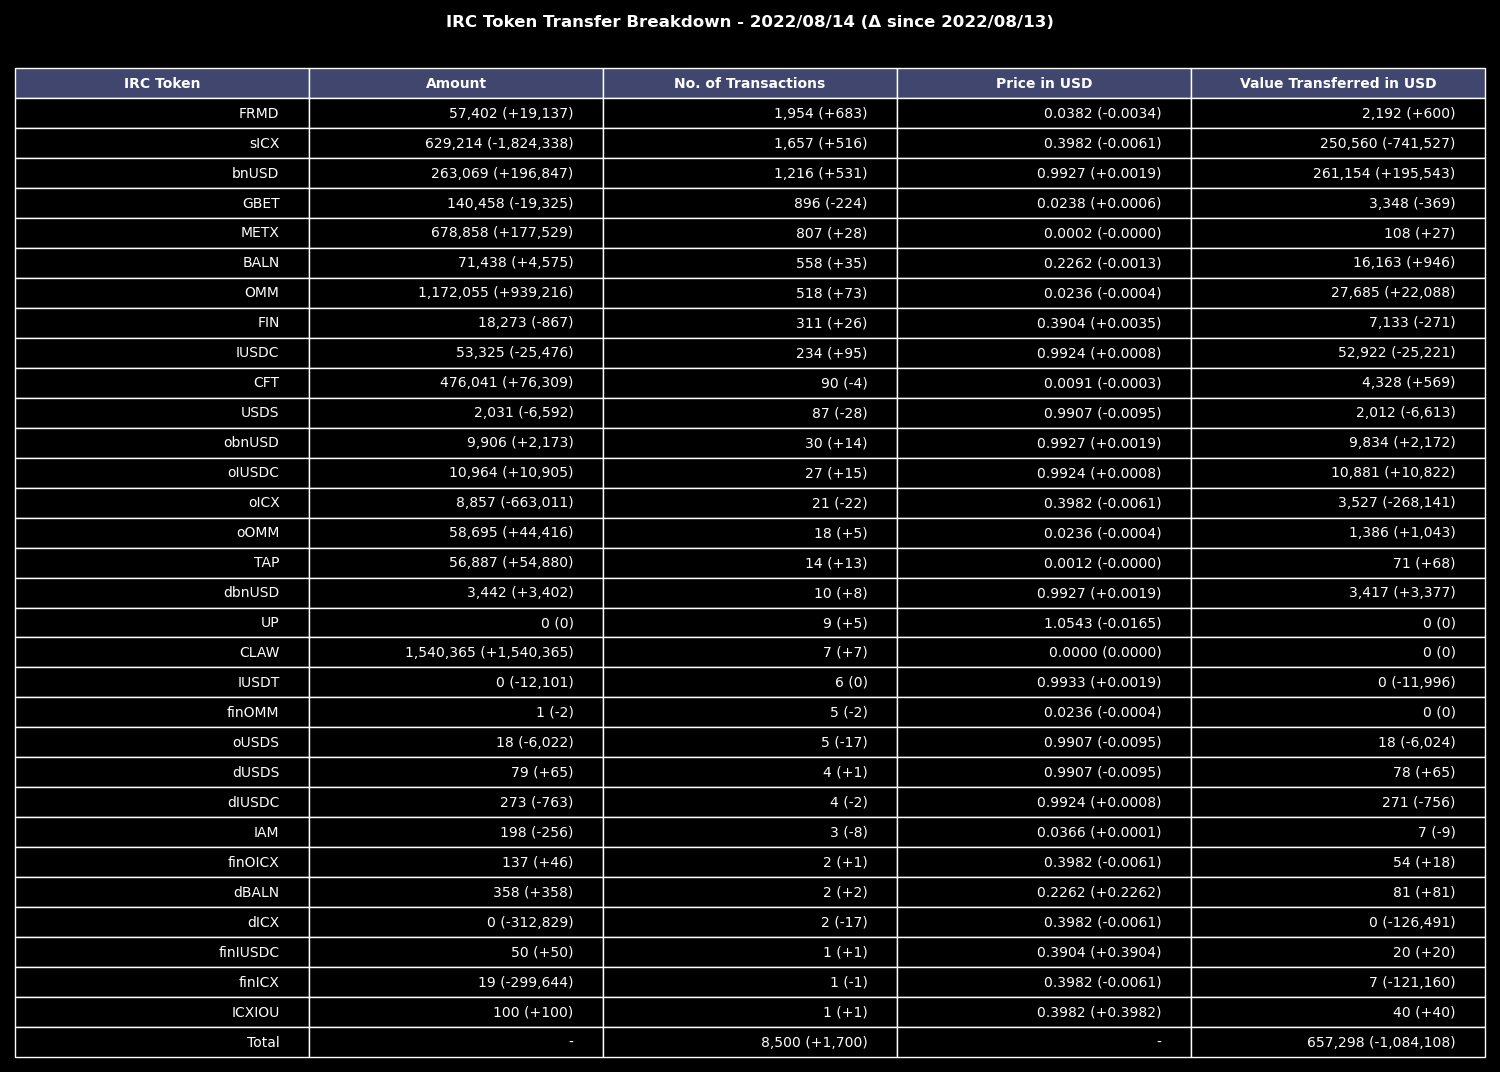 IRC Token Transfer Breakdown - 2022/08/14 (Δ since 2022/08/13)
IRC Token Amount No. of Transactions Price in USD Value Transferred in USD
FRMD 57,402 (+19,137) 1,954 (+683) 0.0382 (-0.0034) 2,192 (+600)
sICX 629,214 (-1,824,338) 1,657 (+516) 0.3982 (-0.0061) 250,560 (-741,527)
bnUSD 263,069 (+196,847) 1,216 (+531) 0.9927 (+0.0019) 261,154 (+195,543)
GBET 140,458 (-19,325) 896 (-224) 0.0238 (+0.0006) 3,348 (-369)
METX 678,858 (+177,529) 807 (+28) 0.0002 (-0.0000) 108 (+27)
BALN 71,438 (+4,575) 558 (+35) 0.2262 (-0.0013) 16,163 (+946)
OMM 1,172,055 (+939,216) 518 (+73) 0.0236 (-0.0004) 27,685 (+22,088)
FIN 18,273 (-867) 311 (+26) 0.3904 (+0.0035) 7,133 (-271)
IUSDC 53,325 (-25,476) 234 (+95) 0.9924 (+0.0008) 52,922 (-25,221)
CFT 476,041 (+76,309) 90 (-4) 0.0091 (-0.0003) 4,328 (+569)
USDS 2,031 (-6,592) 87 (-28) 0.9907 (-0.0095) 2,012 (-6,613)
obnUSD 9,906 (+2,173) 30 (+14) 0.9927 (+0.0019) 9,834 (+2,172)
oIUSDC 10,964 (+10,905) 27 (+15) 0.9924 (+0.0008) 10,881 (+10,822)
oICX 8,857 (-663,011) 21 (-22) 0.3982 (-0.0061) 3,527 (-268,141)
oOMM 58,695 (+44,416) 18 (+5) 0.0236 (-0.0004) 1,386 (+1,043)
TAP 56,887 (+54,880) 14 (+13) 0.0012 (-0.0000) 71 (+68)
dbnUSD 3,442 (+3,402) 10 (+8) 0.9927 (+0.0019) 3,417 (+3,377)
UP 0 (0) 9 (+5) 1.0543 (-0.0165) 0 (0)
CLAW 1,540,365 (+1,540,365) 7 (+7) 0.0000 (0.0000) 0 (0)
IUSDT 0 (-12,101) 6 (0) 0.9933 (+0.0019) 0 (-11,996)
finOMM 1 (-2) 5 (-2) 0.0236 (-0.0004) 0 (0)
oUSDS 18 (-6,022) 5 (-17) 0.9907 (-0.0095) 18 (-6,024)
dUSDS 79 (+65) 4 (+1) 0.9907 (-0.0095) 78 (+65)
dIUSDC 273 (-763) 4 (-2) 0.9924 (+0.0008) 271 (-756)
IAM 198 (-256) 3 (-8) 0.0366 (+0.0001) 7 (-9)
finOICX 137 (+46) 2 (+1) 0.3982 (-0.0061) 54 (+18)
dBALN 358 (+358) 2 (+2) 0.2262 (+0.2262) 81 (+81)
dICX 0 (-312,829) 2 (-17) 0.3982 (-0.0061) 0 (-126,491)
finIUSDC 50 (+50) 1 (+1) 0.3904 (+0.3904) 20 (+20)
finICX 19 (-299,644) 1 (-1) 0.3982 (-0.0061) 7 (-121,160)
ICXIOU 100 (+100) 1 (+1) 0.3982 (+0.3982) 40 (+40)
Total - 8,500 (+1,700) - 657,298 (-1,084,108)